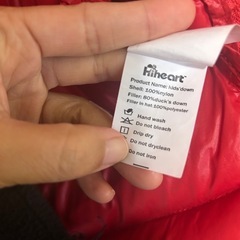 Hiheart
Product Name: kids'down
Shell: 100%nylon
Filler: 80%duck's down
Filler in hat: 100%polyester
Hand wash
Do not bleach
Drip dry
Do not dryclean
Do not iron